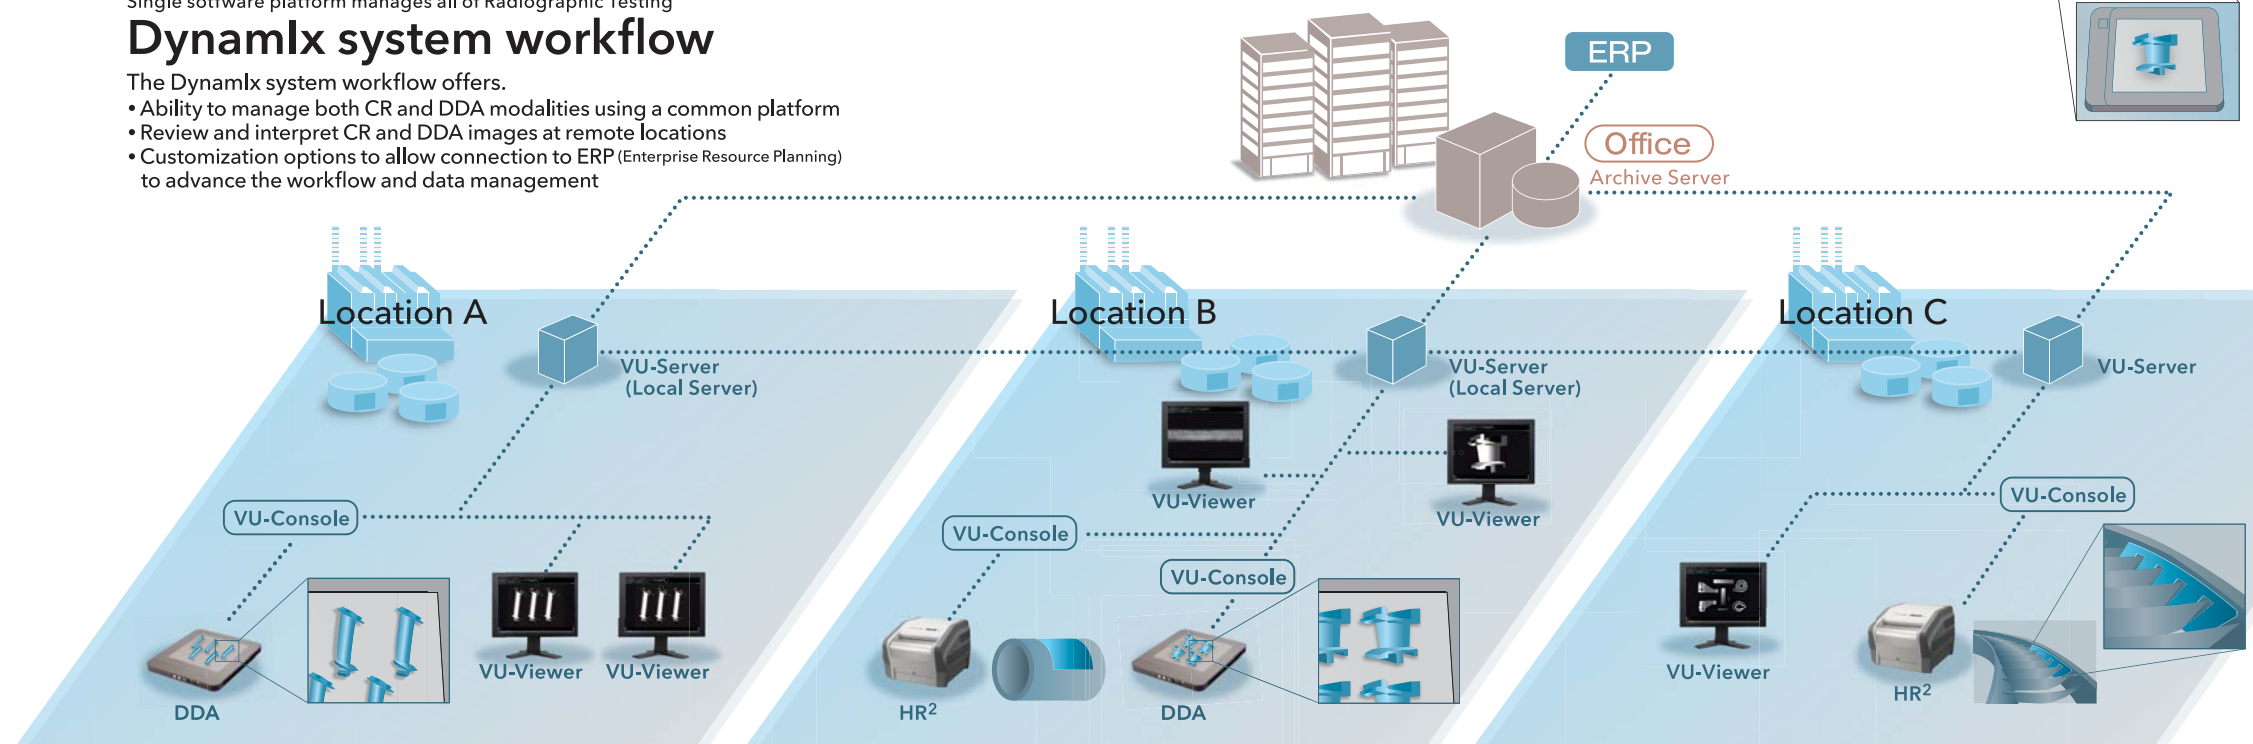 Single software platform manages all of Radiographic Testing
DynamIx system workflow
The DynamIx system workflow offers.
• Ability to manage both CR and DDA modalities using a common platform
• Review and interpret CR and DDA images at remote locations
• Customization options to allow connection to ERP (Enterprise Resource Planning)
to advance the workflow and data management
ERP
Office
Archive Server
Location A
VU-Server
(Local Server)
VU-Console
DDA
VU-Viewer
VU-Viewer
Location B
VU-Server
(Local Server)
VU-Viewer
VU-Viewer
VU-Console
VU-Console
HR²
DDA
Location C
VU-Server
VU-Console
VU-Viewer
HR²